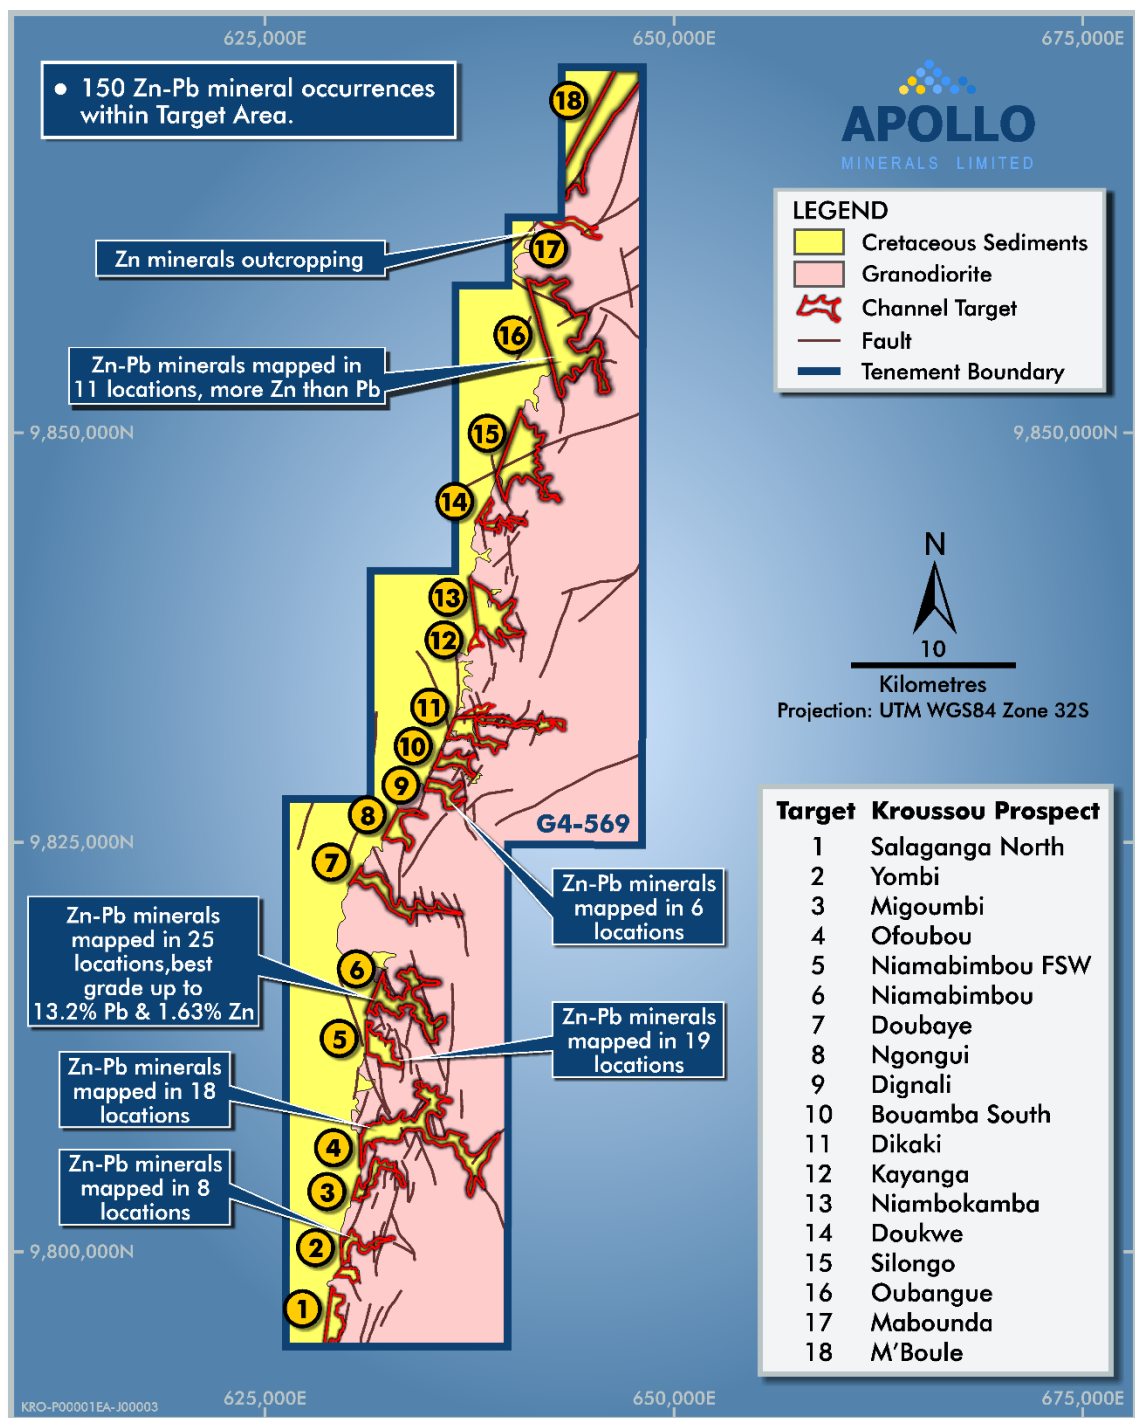 625,000E
650,000E
675,000E
• 150 Zn-Pb mineral occurrences
within Target Area.
APOLLO
MINERALS LIMITED
LEGEND
Cretaceous Sediments
Granodiorite
Channel Target
Fault
Tenement Boundary
18
Zn minerals outcropping
17
16
Zn-Pb minerals mapped in
11 locations, more Zn than Pb
9,850,000N
15
9,850,000N
14
N
10
Kilometres
Projection: UTM WGS84 Zone 32S
13
12
11
10
9
8
G4-569
9,825,000N
7
Zn-Pb minerals
mapped in 6
locations
Zn-Pb minerals
mapped in 25
locations,best
grade up to
13.2% Pb & 1.63% Zn
6
5
Zn-Pb minerals
mapped in 19
locations
Zn-Pb minerals
mapped in 18
locations
4
Zn-Pb minerals
mapped in 8
locations
3
9,800,000N
2
1
Target Kroussou Prospect
1 Salaganga North
2 Yombi
3 Migoumbi
4 Ofoubou
5 Niamabimbou FSW
6 Niamabimbou
7 Doubaye
8 Ngongui
9 Dignali
10 Bouamba South
11 Dikaki
12 Kayanga
13 Niambokamba
14 Doukwe
15 Silongo
16 Oubangue
17 Mabounda
18 M'Boule
KRO-P00001EA-J00003
625,000E
650,000E
675,000E